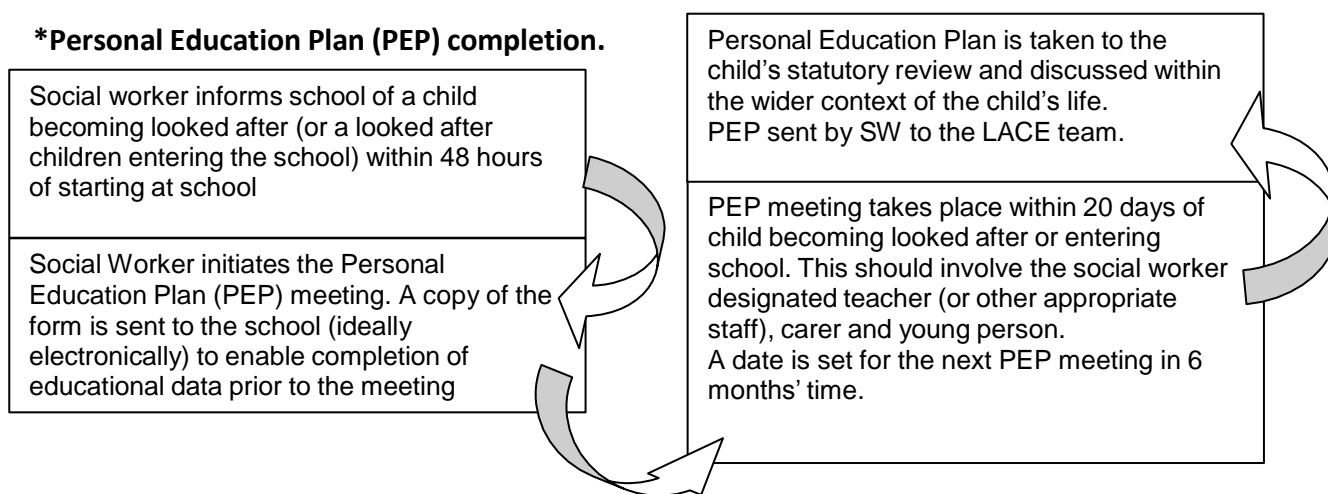 *Personal Education Plan (PEP) completion.
Social worker informs school of a child
becoming looked after (or a looked after
children entering the school) within 48 hours
of starting at school
Social Worker initiates the Personal
Education Plan (PEP) meeting. A copy of the
form is sent to the school (ideally
electronically) to enable completion of
educational data prior to the meeting
PEP meeting takes place within 20 days of
child becoming looked after or entering
school. This should involve the social worker
designated teacher (or other appropriate
staff), carer and young person.
A date is set for the next PEP meeting in 6
months’ time.
Personal Education Plan is taken to the
child’s statutory review and discussed within
the wider context of the child’s life.
PEP sent by SW to the LACE team.